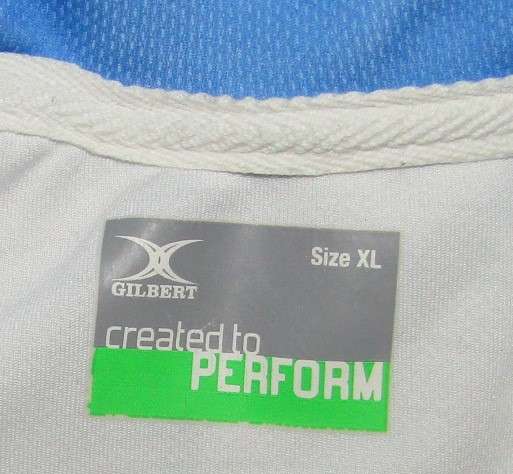 Size XL
GILBERT
created to
PERFORM